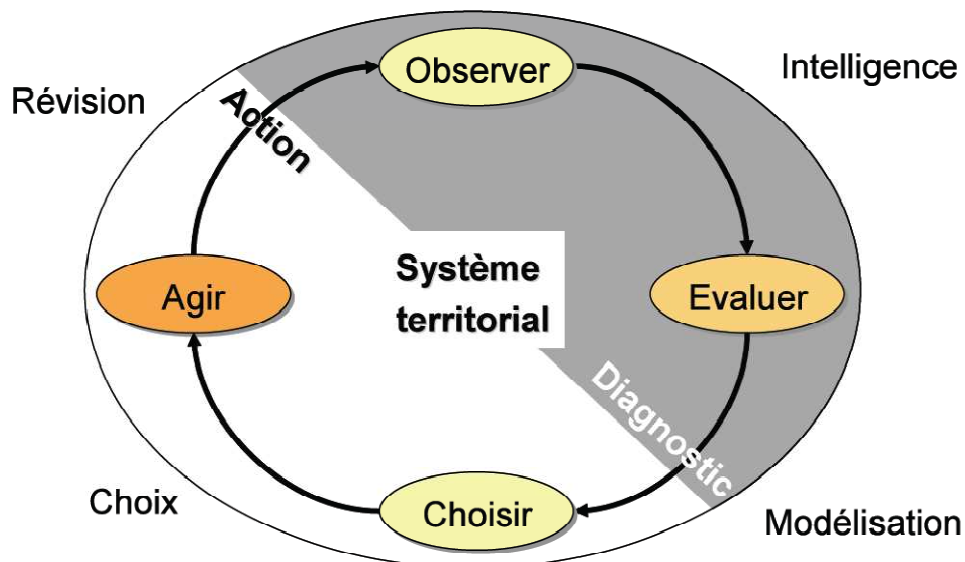 Observer
Intelligence
Révision
Action
Système
territorial
Agir
Evaluer
Diagnostic
Choix
Choisir
Modélisation